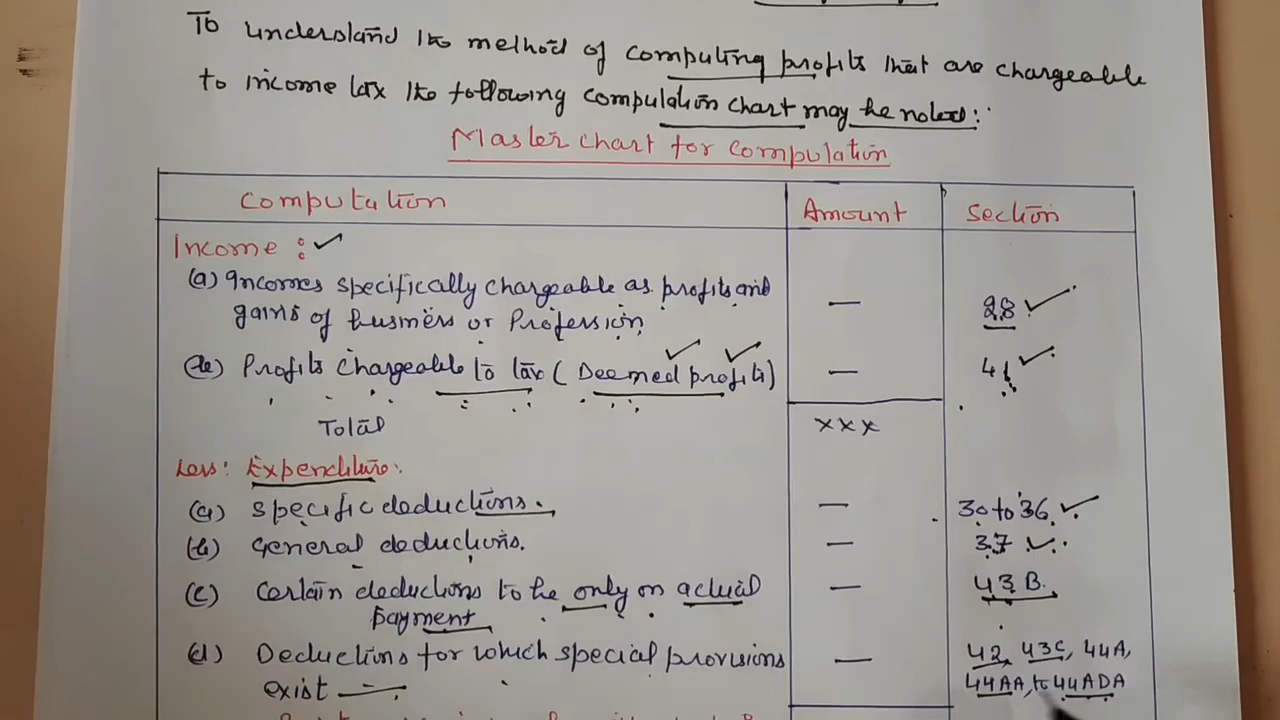 To understand the method of computing profits that are chargeable
to income tax the following computation chart may be noted:
Master chart for computation
Computation Amount Section
Income :
(a) Incomes specifically chargeable as profits and — 28
gains of business or Profession
(b) Profits chargeable to tax (Deemed profits) — 41
Total xxx
Less: Expenditure:
(a) Specific deductions. — 30 to 36
(b) General deductions. — 37
(c) Certain deductions to be only on actual — 43B.
payment
(d) Deductions for which special provisions — 42, 43C, 44A,
exist — 44AA, to 44ADA